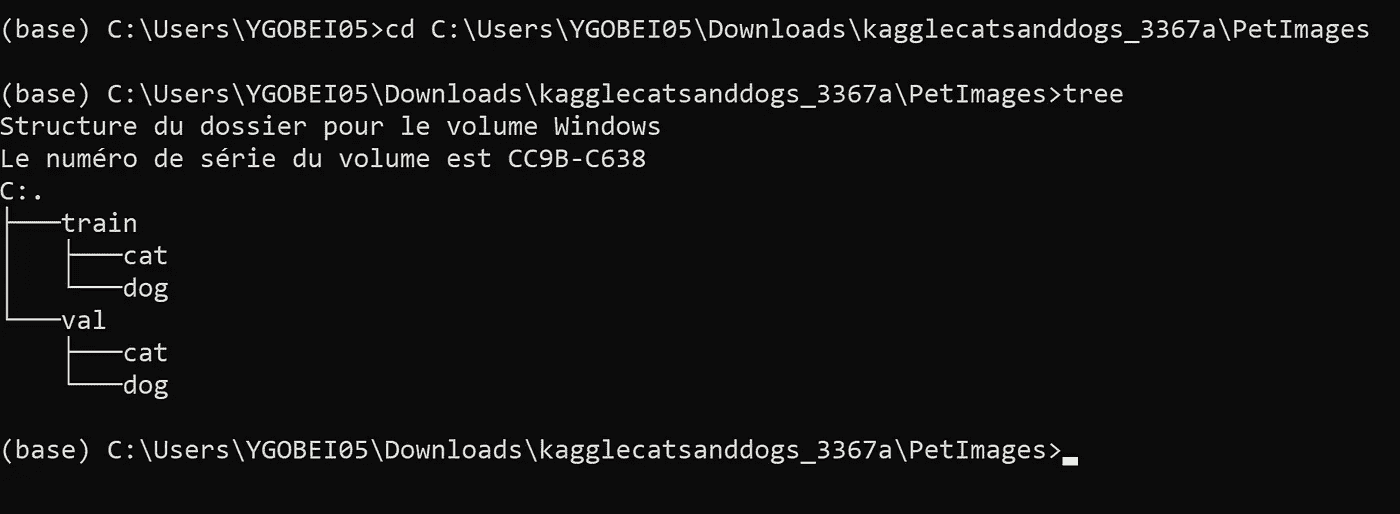 (base) C:\Users\YGOBEI05>cd C:\Users\YGOBEI05\Downloads\kagglecatsanddogs_3367a\PetImages
(base) C:\Users\YGOBEI05\Downloads\kagglecatsanddogs_3367a\PetImages>tree
Structure du dossier pour le volume Windows
Le numéro de série du volume est CC9B-C638
C:.
├───train
│   ├───cat
│   └───dog
└───val
    ├───cat
    └───dog
(base) C:\Users\YGOBEI05\Downloads\kagglecatsanddogs_3367a\PetImages>_